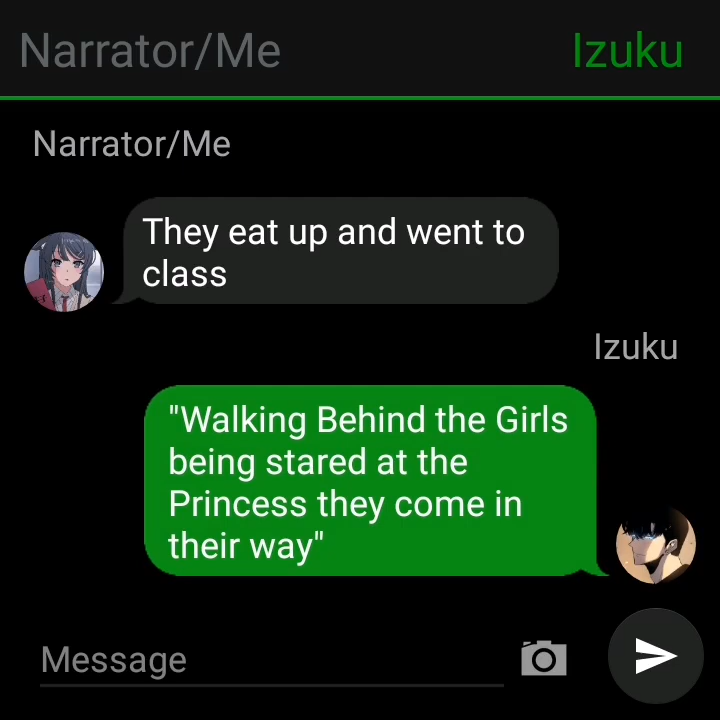 Narrator/Me
Izuku
Narrator/Me
They eat up and went to
class
Izuku
"Walking Behind the Girls
being stared at the
Princess they come in
their way"
Message